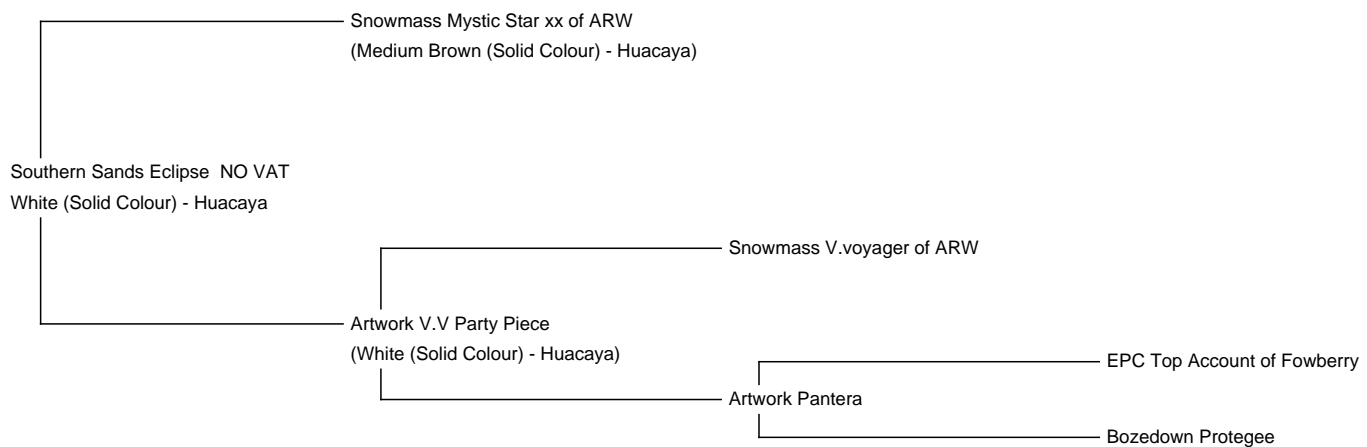 Snowmass Mystic Star xx of ARW
(Medium Brown (Solid Colour) - Huacaya)
Southern Sands Eclipse  NO VAT
White (Solid Colour) - Huacaya
Snowmass V.voyager of ARW
Artwork V.V Party Piece
(White (Solid Colour) - Huacaya)
EPC Top Account of Fowberry
Artwork Pantera
Bozedown Protegee